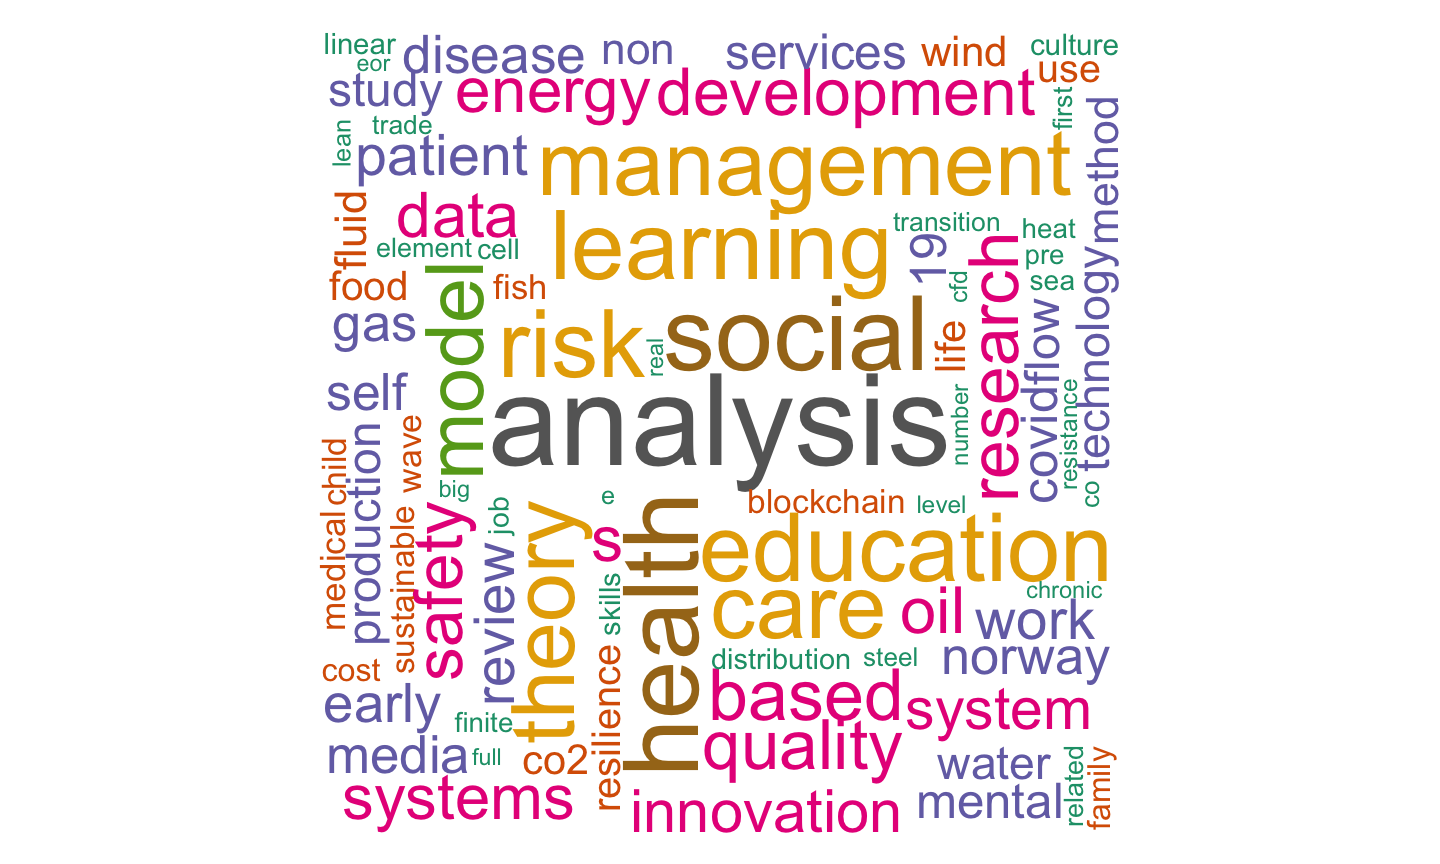 linear
eor
disease
non
services
wind
culture
use
study
energy
development
first
method
lean
trade
patient
management
fluid
data
element
cell
learning
transition
19
research
heat
pre
sea
cfd
food
fish
model
gas
risk
real
social
life
covid
flow
technology
self
analysis
number
resistance
co
child
production
wave
medical
sustainable
big
safety
job
review
theory
e
s
skills
health
blockchain
level
education
care
oil
work
chronic
norway
distribution
steel
cost
early
finite
resilience
based
system
quality
media
full
co2
water
related
family
systems
innovation
mental